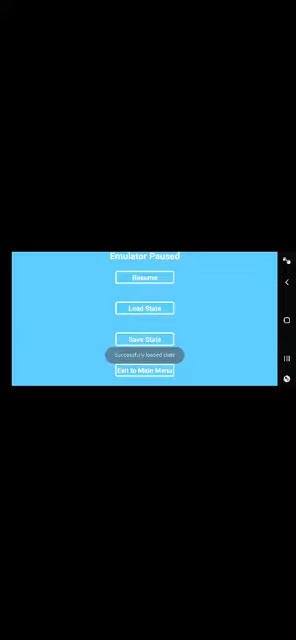 Emulator Paused
Resume
Load State
Save State
Successfully loaded state
Exit to Main Menu